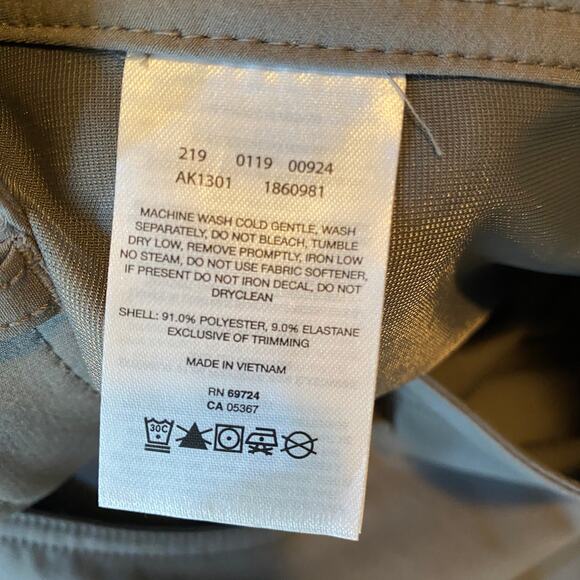 219 0119 00924
AK1301 1860981
MACHINE WASH COLD GENTLE, WASH
SEPARATELY, DO NOT BLEACH, TUMBLE
DRY LOW, REMOVE PROMPTLY, IRON LOW
NO STEAM, DO NOT USE FABRIC SOFTENER,
IF PRESENT DO NOT IRON DECAL, DO NOT
DRYCLEAN
SHELL: 91.0% POLYESTER, 9.0% ELASTANE
EXCLUSIVE OF TRIMMING
MADE IN VIETNAM
RN 69724
CA 05367
30C